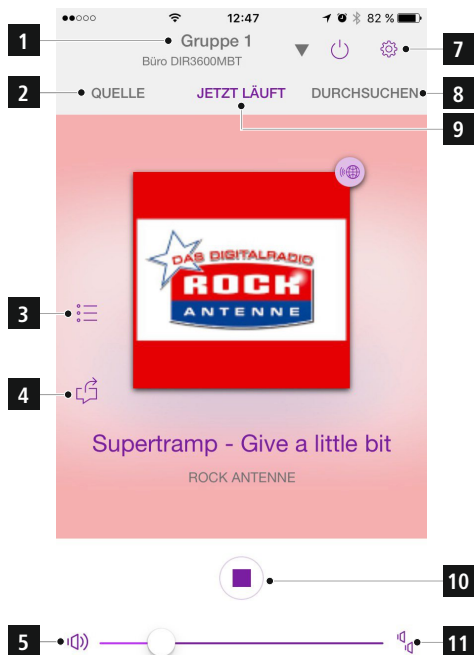 12:47
82 %
1
Gruppe 1
Büro DIR3600MBT
7
2
QUELLE
JETZT LÄUFT
DURCHSUCHEN
8
9
DAS DIGITALRADIO
ROCK
ANTENNE
3
4
Supertramp - Give a little bit
ROCK ANTENNE
10
5
11